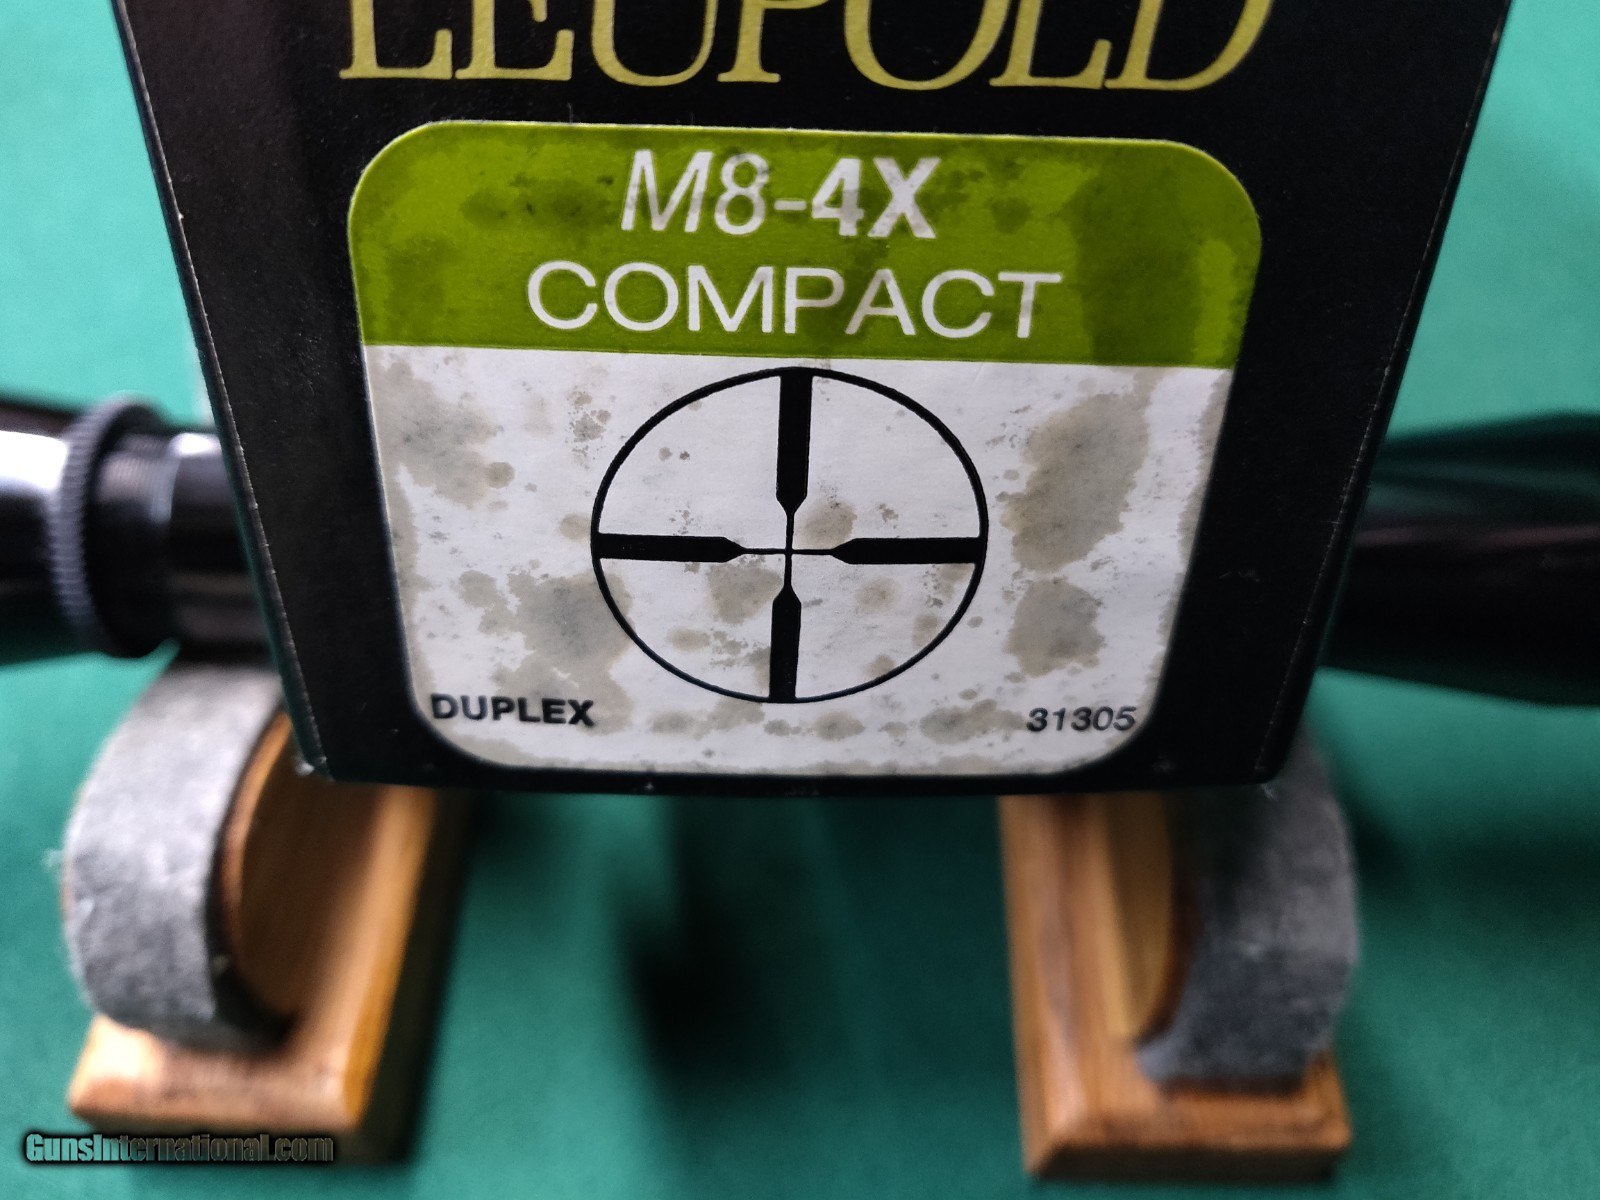 LEUPOLD
M8-4X
COMPACT
DUPLEX
31305
GunsInternational.com